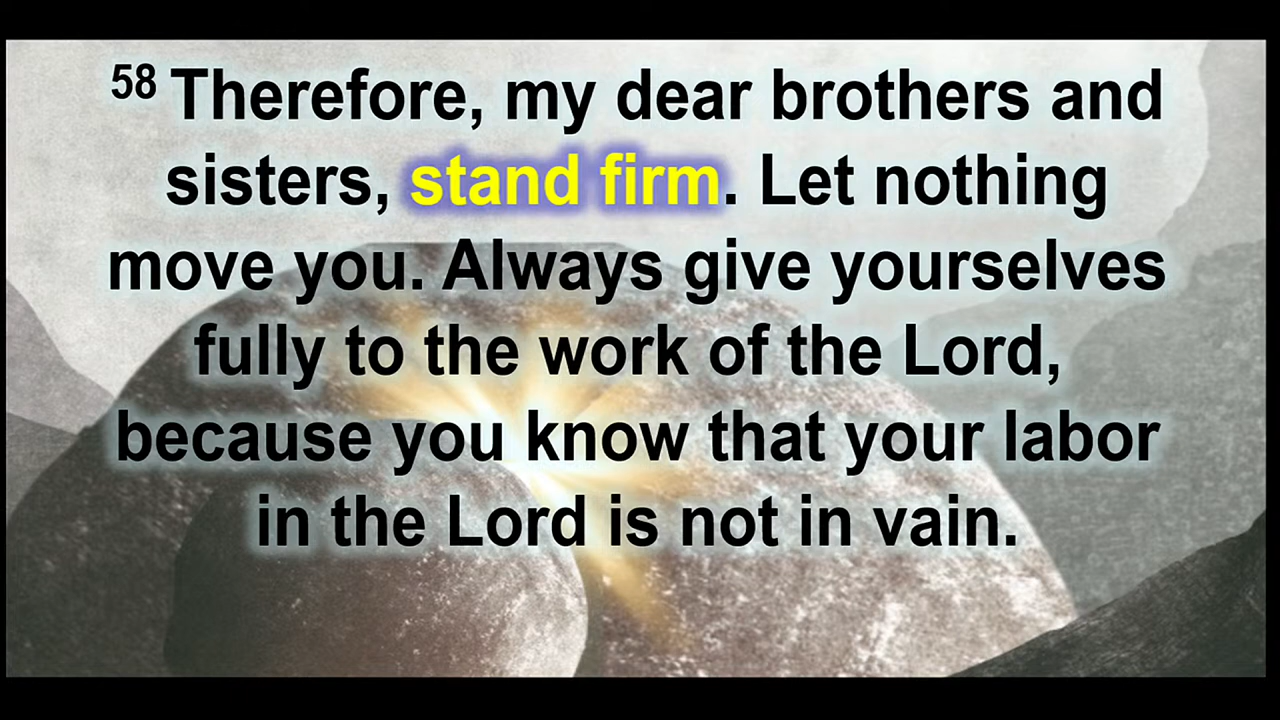 58 Therefore, my dear brothers and
sisters, stand firm. Let nothing
move you. Always give yourselves
fully to the work of the Lord,
because you know that your labor
in the Lord is not in vain.